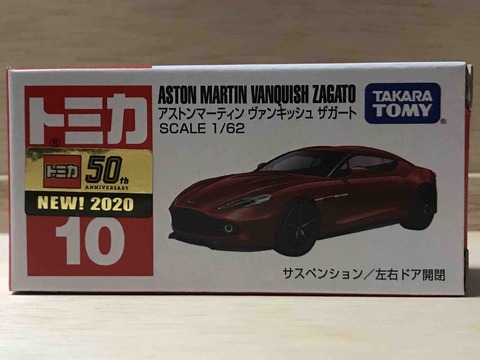 ASTON MARTIN VANQUISH ZAGATO
アストンマーティン ヴァンキッシュ ザガート
SCALE 1/62
TAKARA
TOMY
®
トミカ
®
トミカ 50th
ANNIVERSARY
NEW! 2020
10
サスペンション/左右ドア開閉